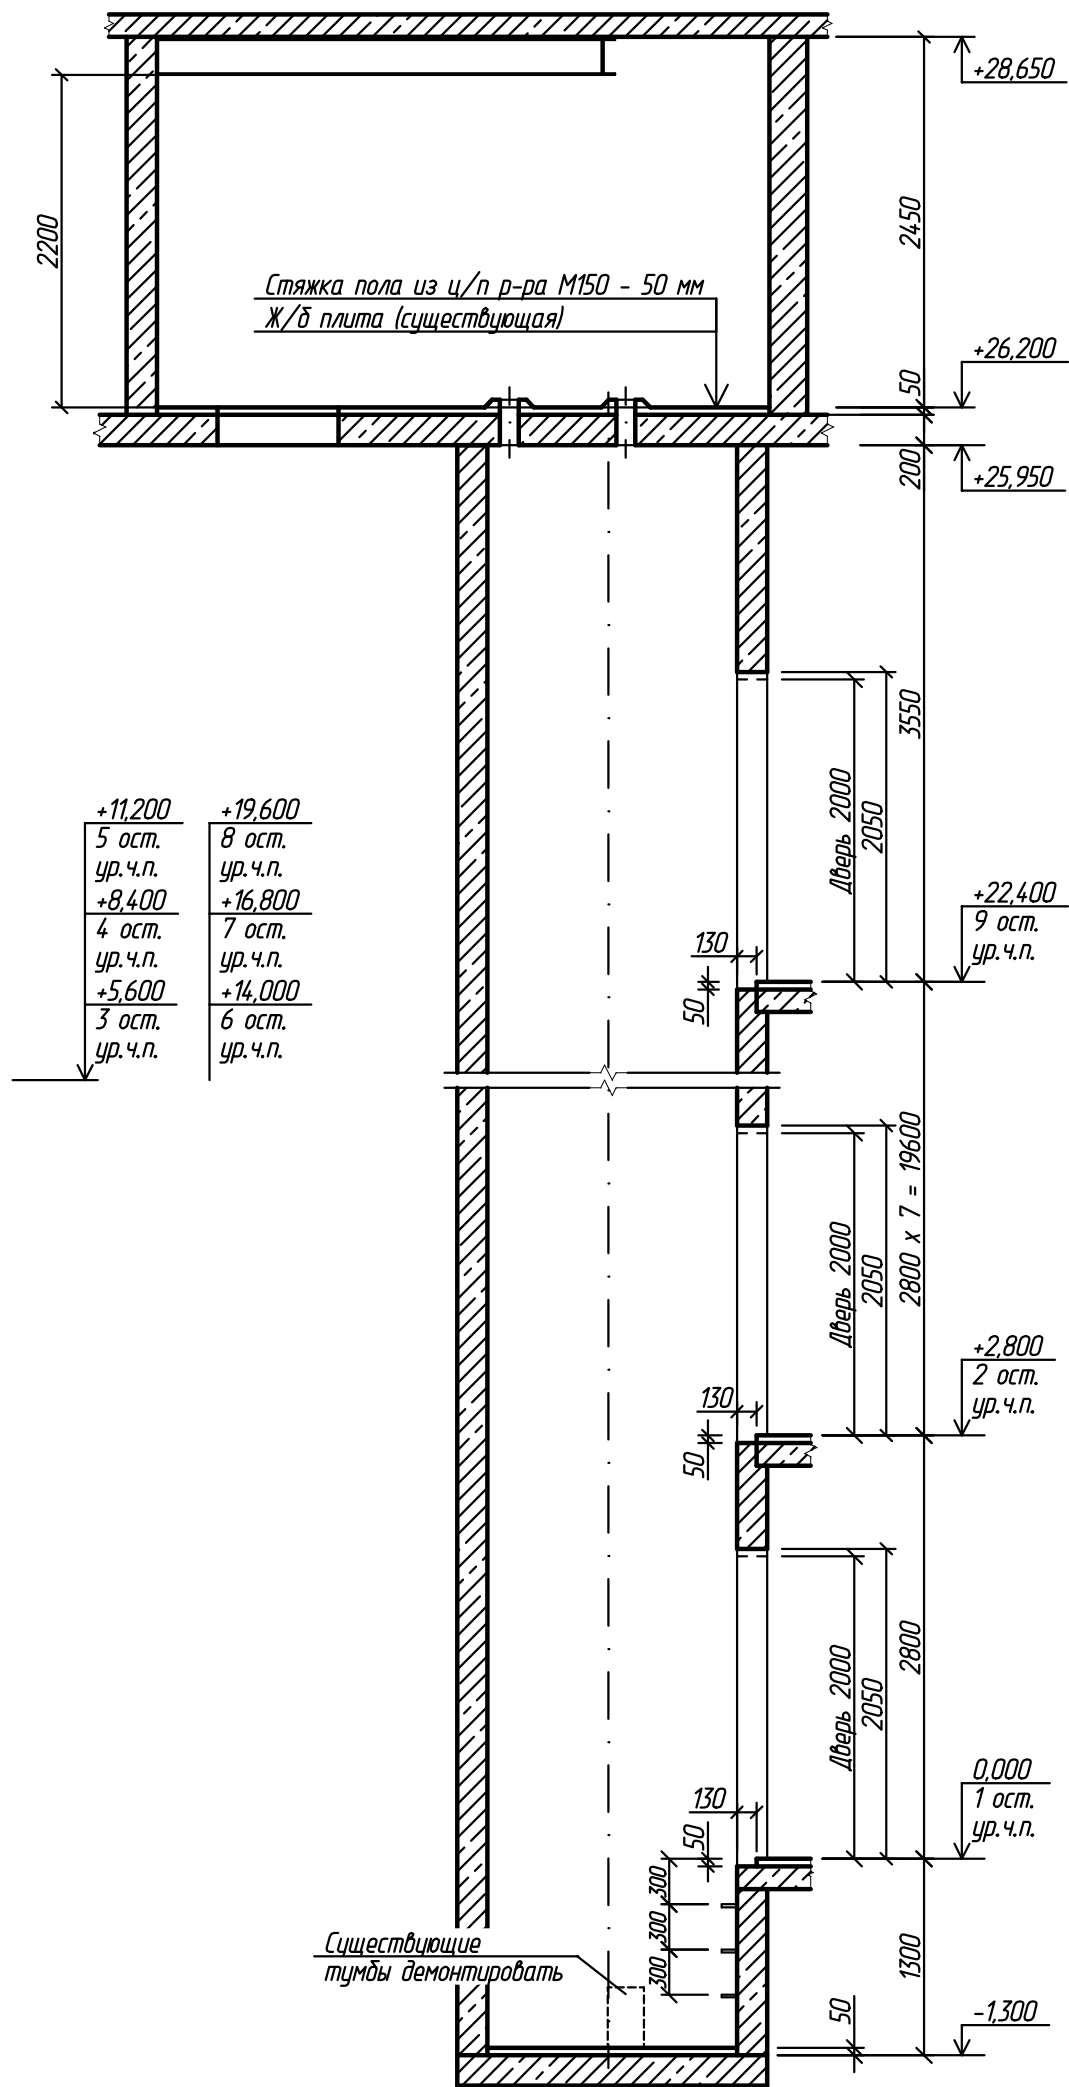 +28,650
2450
2200
Стяжка пола из ц/п р-ра М150 - 50 мм
Ж/б плита (существующая)
+26,200
50
200
+25,950
3550
Дверь 2000
2050
+11,200
5 ост.
ур.ч.п.
+8,400
4 ост.
ур.ч.п.
+5,600
3 ост.
ур.ч.п.
+19,600
8 ост.
ур.ч.п.
+16,800
7 ост.
ур.ч.п.
+14,000
6 ост.
ур.ч.п.
+22,400
9 ост.
ур.ч.п.
130
50
2800 х 7 = 19600
Дверь 2000
2050
+2,800
2 ост.
ур.ч.п.
130
50
2800
Дверь 2000
2050
0,000
1 ост.
ур.ч.п.
130
50
300
300
300
1300
Существующие
тумбы демонтировать
50
-1,300